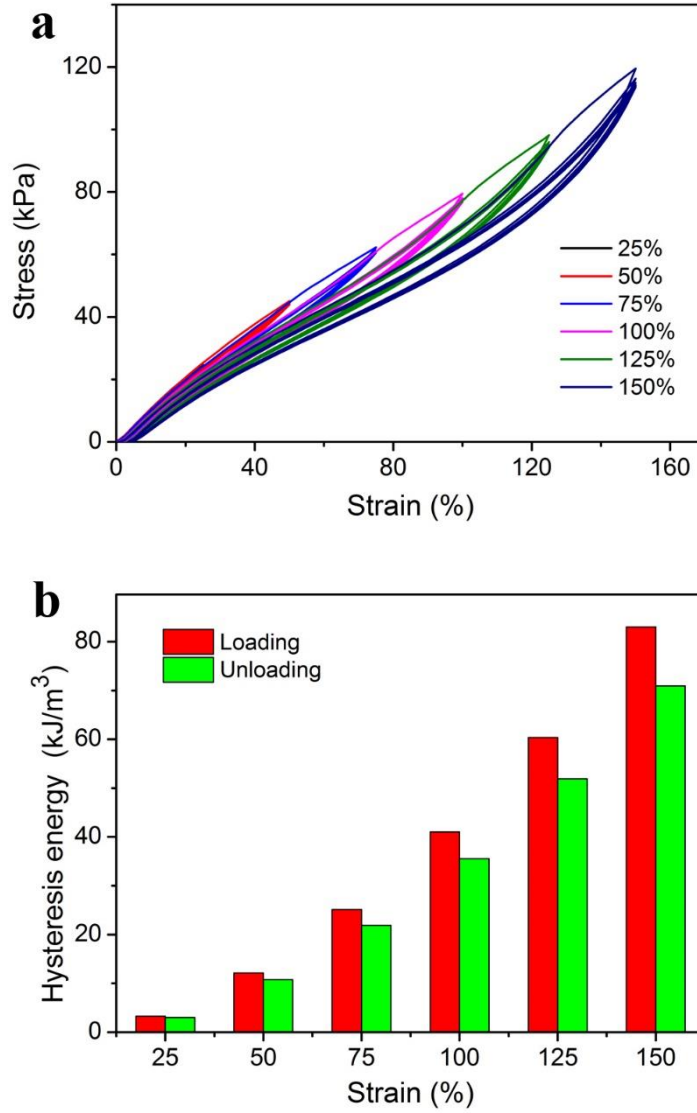 a
120
80
40
0
Stress (kPa)
25%
50%
75%
100%
125%
150%
0 40 80 120 160
Strain (%)
b
80
60
40
20
0
Hysteresis energy (kJ/m³)
Loading
Unloading
25 50 75 100 125 150
Strain (%)